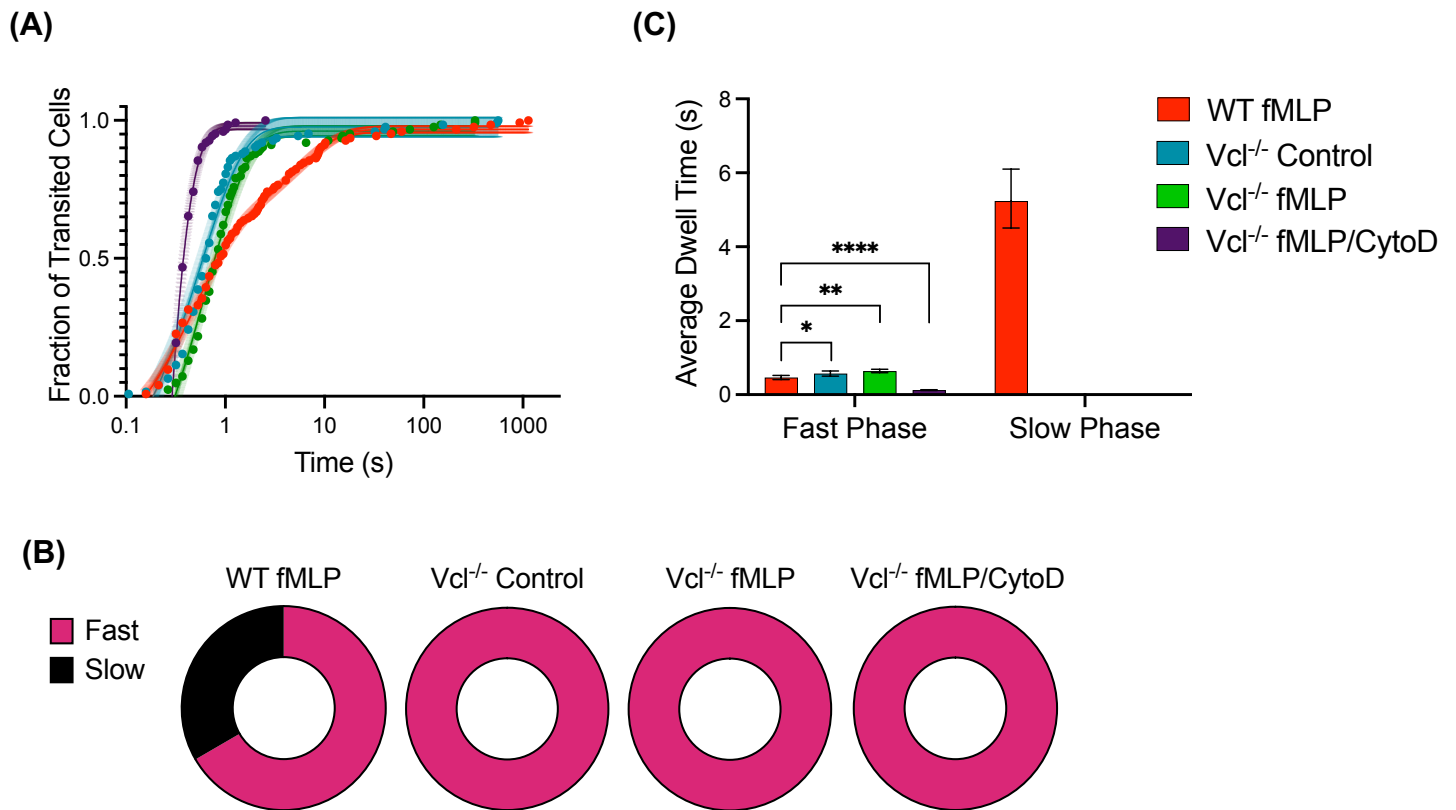 (A)
Fraction of Transited Cells
1.0
0.5
0.0
0.1 1 10 100 1000
Time (s)
(C)
Average Dwell Time (s)
8
6
4
2
0
****
**
*
Fast Phase Slow Phase
WT fMLP
Vcl⁻/⁻ Control
Vcl⁻/⁻ fMLP
Vcl⁻/⁻ fMLP/CytoD
(B)
Fast
Slow
WT fMLP Vcl⁻/⁻ Control Vcl⁻/⁻ fMLP Vcl⁻/⁻ fMLP/CytoD